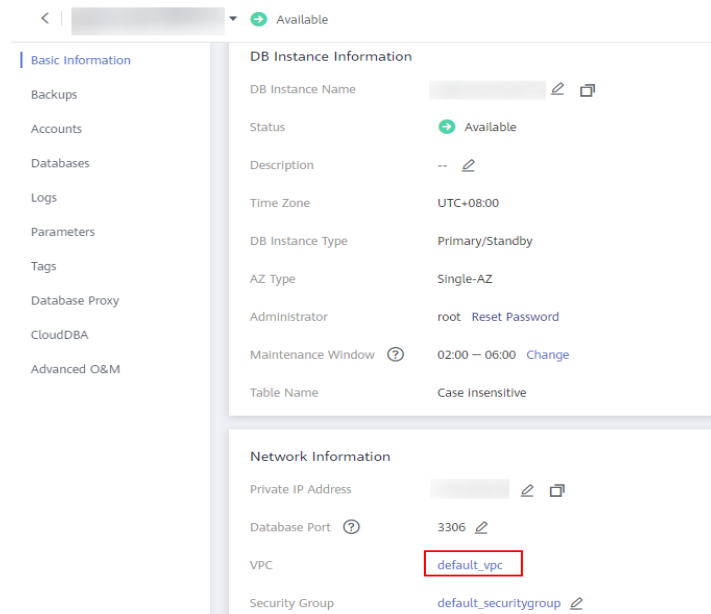 Available
Basic Information
Backups
Accounts
Databases
Logs
Parameters
Tags
Database Proxy
CloudDBA
Advanced O&M
DB Instance Information
DB Instance Name
Status Available
Description --
Time Zone UTC+08:00
DB Instance Type Primary/Standby
AZ Type Single-AZ
Administrator root Reset Password
Maintenance Window ? 02:00 — 06:00 Change
Table Name Case Insensitive
Network Information
Private IP Address
Database Port ? 3306
VPC default_vpc
Security Group default_securitygroup